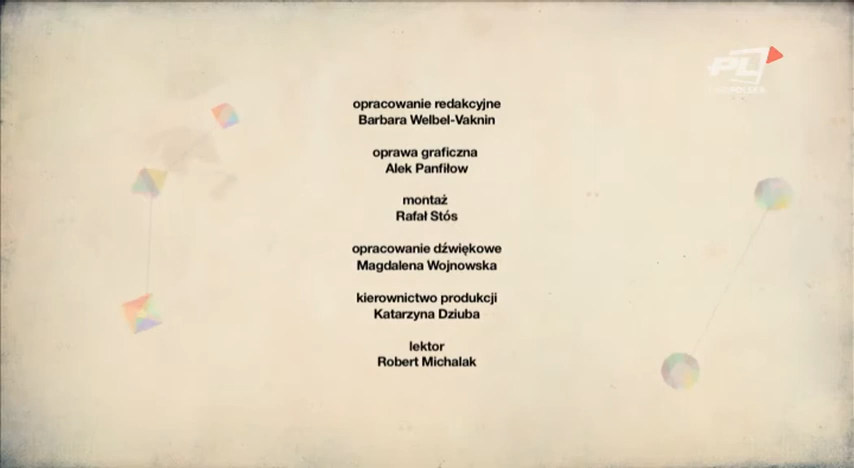 PL
opracowanie redakcyjne
Barbara Welbel-Vaknin
oprawa graficzna
Alek Panfiłow
montaż
Rafał Stós
opracowanie dźwiękowe
Magdalena Wojnowska
kierownictwo produkcji
Katarzyna Dziuba
lektor
Robert Michalak